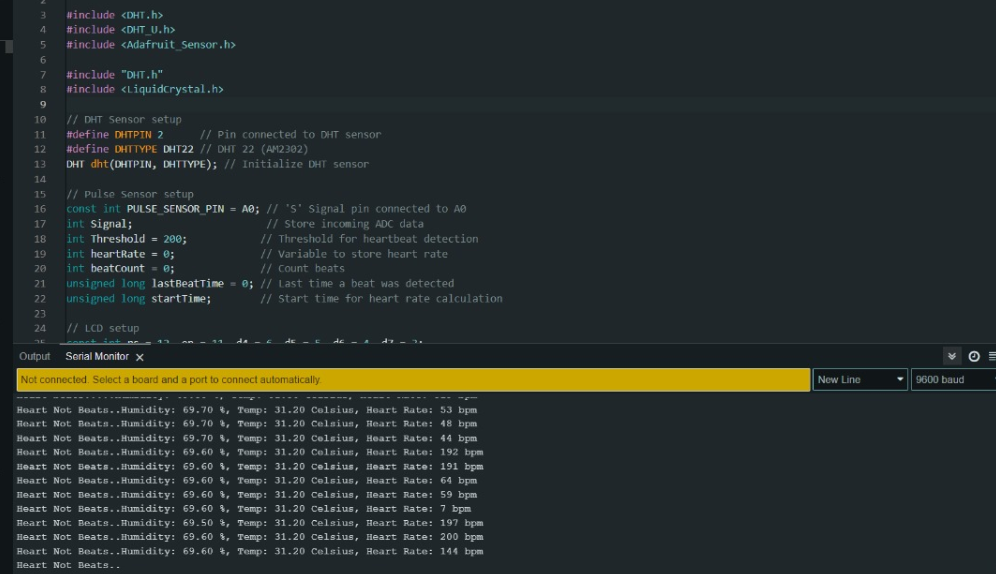 2
3 #include <DHT.h>
4 #include <DHT_U.h>
5 #include <Adafruit_Sensor.h>
6
7 #include "DHT.h"
8 #include <LiquidCrystal.h>
9
10 // DHT Sensor setup
11 #define DHTPIN 2 // Pin connected to DHT sensor
12 #define DHTTYPE DHT22 // DHT 22 (AM2302)
13 DHT dht(DHTPIN, DHTTYPE); // Initialize DHT sensor
14
15 // Pulse Sensor setup
16 const int PULSE_SENSOR_PIN = A0; // 'S' Signal pin connected to A0
17 int Signal; // Store incoming ADC data
18 int Threshold = 200; // Threshold for heartbeat detection
19 int heartRate = 0; // Variable to store heart rate
20 int beatCount = 0; // Count beats
21 unsigned long lastBeatTime = 0; // Last time a beat was detected
22 unsigned long startTime; // Start time for heart rate calculation
23
24 // LCD setup
25 const int rs = 12, en = 11, d4 = 6, d5 = 5, d6 = 4, d7 = 3;
Output Serial Monitor
Not connected. Select a board and a port to connect automatically.
New Line
9600 baud
Heart Not Beats..Humidity: 69.70 %, Temp: 31.20 Celsius, Heart Rate: 53 bpm
Heart Not Beats..Humidity: 69.70 %, Temp: 31.20 Celsius, Heart Rate: 48 bpm
Heart Not Beats..Humidity: 69.70 %, Temp: 31.20 Celsius, Heart Rate: 44 bpm
Heart Not Beats..Humidity: 69.60 %, Temp: 31.20 Celsius, Heart Rate: 192 bpm
Heart Not Beats..Humidity: 69.60 %, Temp: 31.20 Celsius, Heart Rate: 191 bpm
Heart Not Beats..Humidity: 69.60 %, Temp: 31.20 Celsius, Heart Rate: 64 bpm
Heart Not Beats..Humidity: 69.60 %, Temp: 31.20 Celsius, Heart Rate: 59 bpm
Heart Not Beats..Humidity: 69.60 %, Temp: 31.20 Celsius, Heart Rate: 7 bpm
Heart Not Beats..Humidity: 69.50 %, Temp: 31.20 Celsius, Heart Rate: 197 bpm
Heart Not Beats..Humidity: 69.60 %, Temp: 31.20 Celsius, Heart Rate: 200 bpm
Heart Not Beats..Humidity: 69.60 %, Temp: 31.20 Celsius, Heart Rate: 144 bpm
Heart Not Beats..